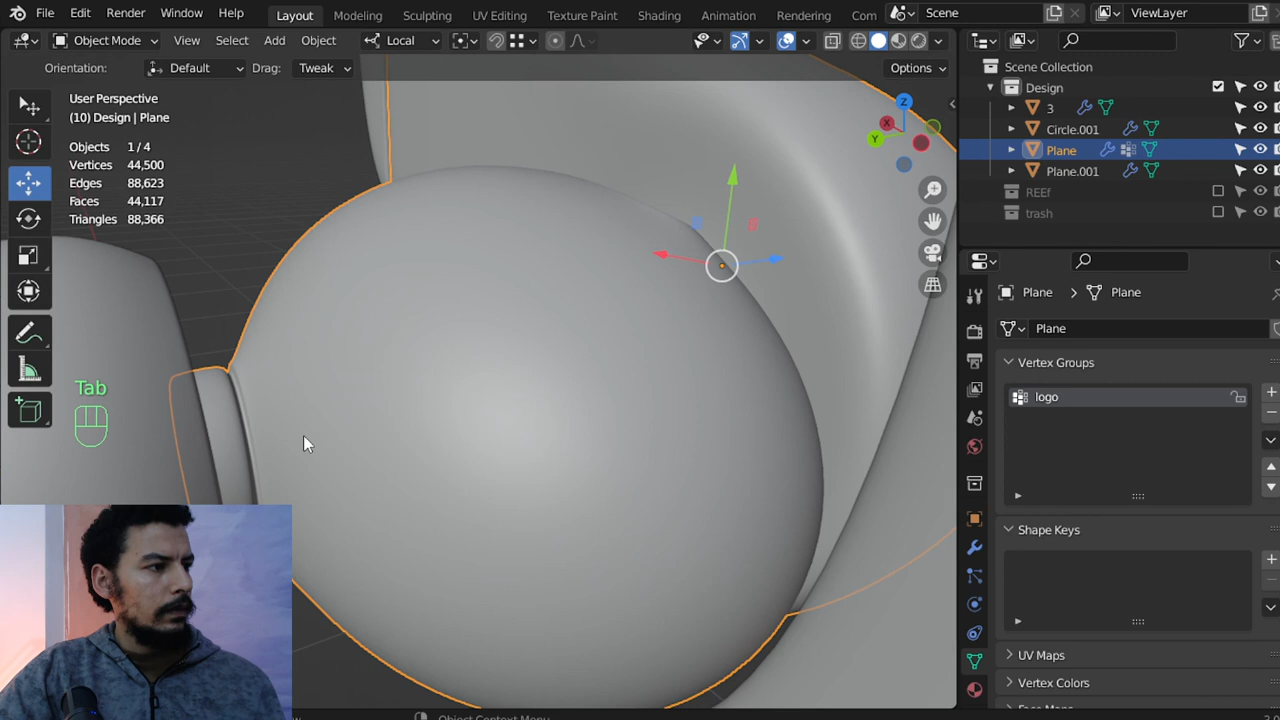 File Edit Render Window Help Layout Modeling Sculpting UV Editing Texture Paint Shading Animation Rendering Com Scene ViewLayer
Object Mode View Select Add Object Local
Orientation: Default Drag: Tweak Options
User Perspective
(10) Design | Plane
Objects 1 / 4
Vertices 44,500
Edges 88,623
Faces 44,117
Triangles 88,366
Z
X
Y
Tab
Scene Collection
Design
3
Circle.001
Plane
Plane.001
REEf
trash
Plane > Plane
Plane
Vertex Groups
logo
Shape Keys
UV Maps
Vertex Colors
Object Context Menu